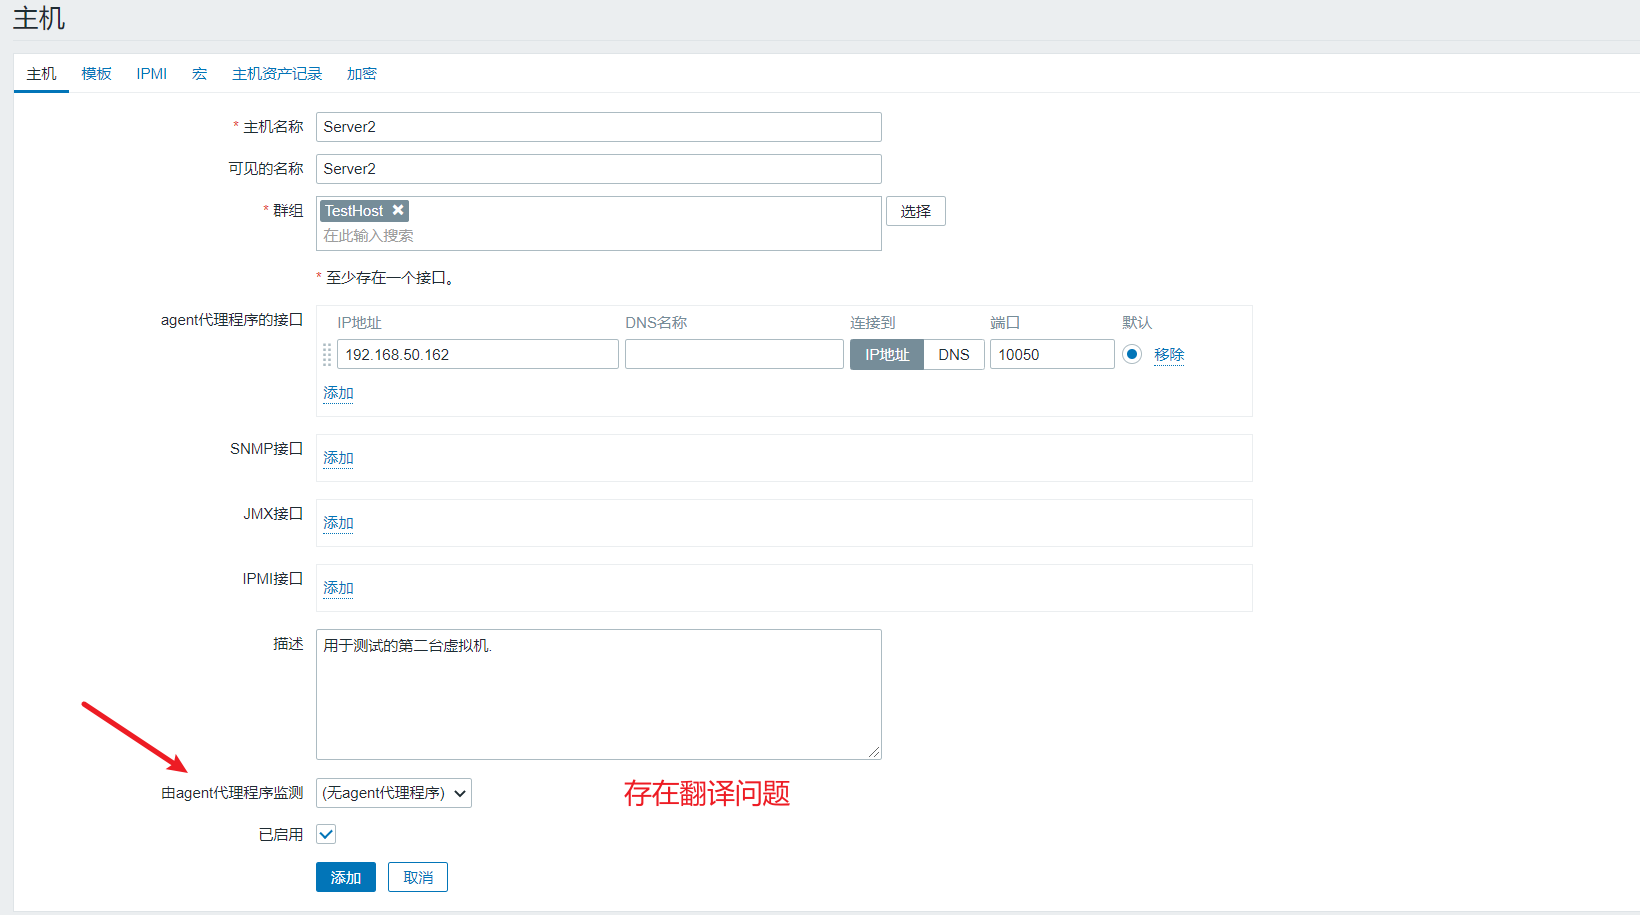 主机
主机 模板 IPMI 宏 主机资产记录 加密
* 主机名称 Server2
可见的名称 Server2
* 群组 TestHost 选择
在此输入搜索
* 至少存在一个接口。
agent代理程序的接口 IP地址 DNS名称 连接到 端口 默认
192.168.50.162 IP地址 DNS 10050 移除
添加
SNMP接口 添加
JMX接口 添加
IPMI接口 添加
描述 用于测试的第二台虚拟机.
由agent代理程序监测 (无agent代理程序) 存在翻译问题
已启用
添加 取消